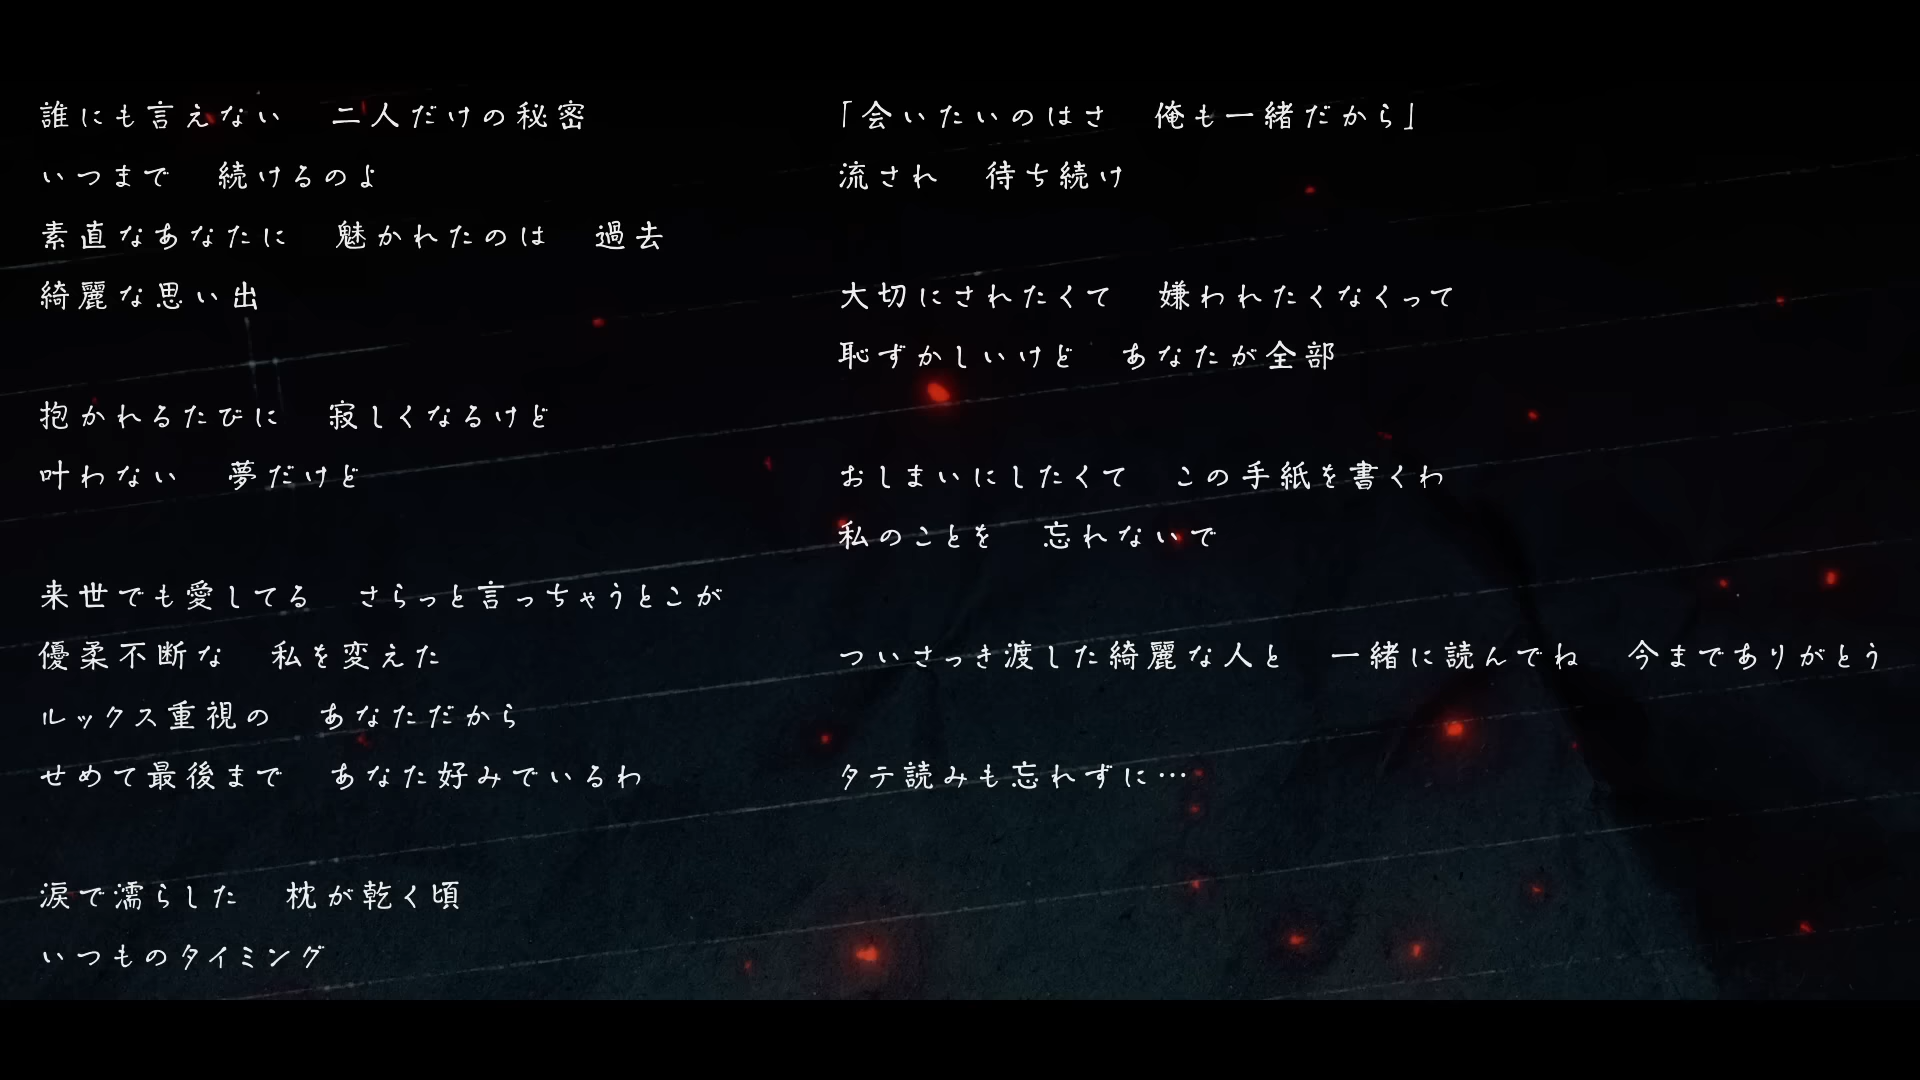 誰にも言えない　二人だけの秘密
いつまで　続けるのよ
素直なあなたに　魅かれたのは　過去
綺麗な思い出
抱かれるたびに　寂しくなるけど
叶わない　夢だけど
来世でも愛してる　さらっと言っちゃうとこが
優柔不断な　私を変えた
ルックス重視の　あなただから
せめて最後まで　あなた好みでいるわ
涙で濡らした　枕が乾く頃
いつものタイミング
「会いたいのはさ　俺も一緒だから」
流され　待ち続け
大切にされたくて　嫌われたくなくって
恥ずかしいけど　あなたが全部
おしまいにしたくて　この手紙を書くわ
私のことを　忘れないで
ついさっき渡した綺麗な人と　一緒に読んでね　今までありがとう
タテ読みも忘れずに…